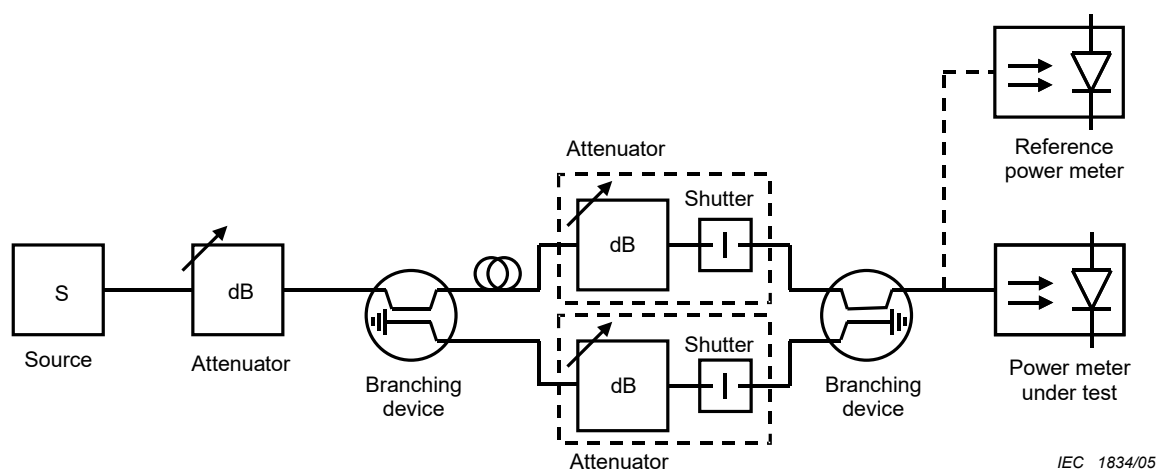 Reference
power meter
Attenuator
Shutter
dB
S
dB
Source
Attenuator
Branching
device
Shutter
dB
Attenuator
Branching
device
Power meter
under test
IEC 1834/05